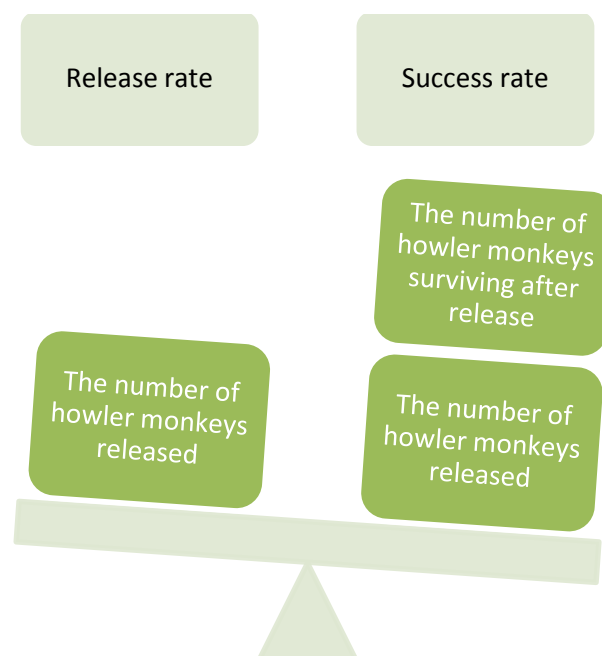 Release rate
Success rate
The number of
howler monkeys
surviving after
release
The number of
howler monkeys
released
The number of
howler monkeys
released